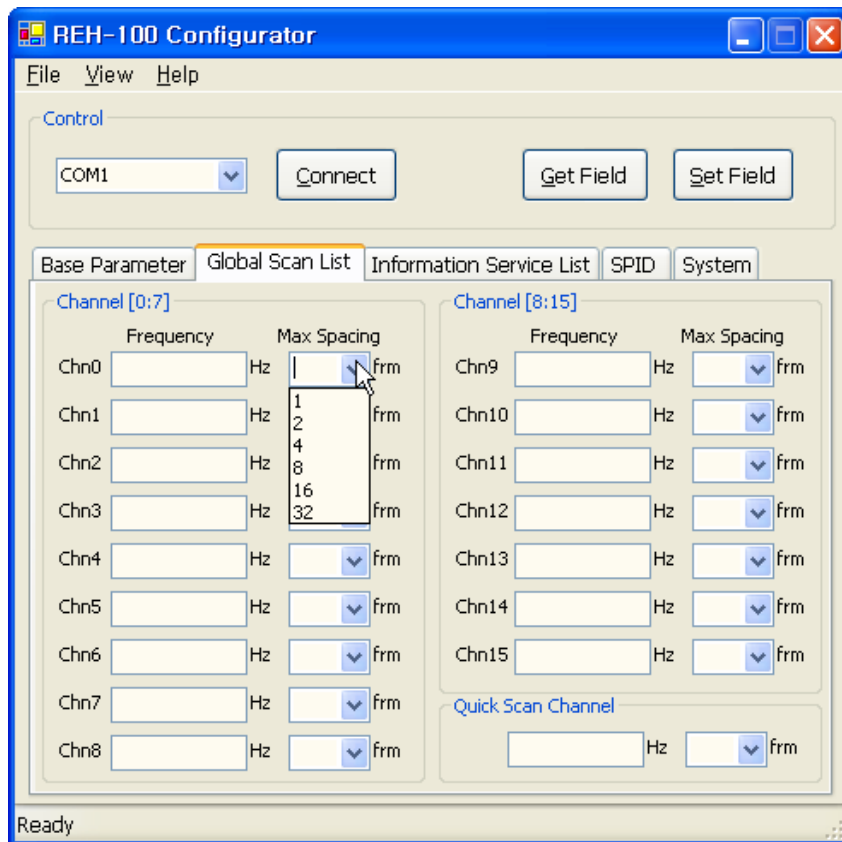 REH-100 Configurator
File View Help
Control
COM1 Connect Get Field Set Field
Base Parameter Global Scan List Information Service List SPID System
Channel [0:7]
Frequency Max Spacing
Chn0 Hz frm
1
2
4
8
16
32
Chn1 Hz frm
Chn2 Hz frm
Chn3 Hz frm
Chn4 Hz frm
Chn5 Hz frm
Chn6 Hz frm
Chn7 Hz frm
Chn8 Hz frm
Channel [8:15]
Frequency Max Spacing
Chn9 Hz frm
Chn10 Hz frm
Chn11 Hz frm
Chn12 Hz frm
Chn13 Hz frm
Chn14 Hz frm
Chn15 Hz frm
Quick Scan Channel
Hz frm
Ready